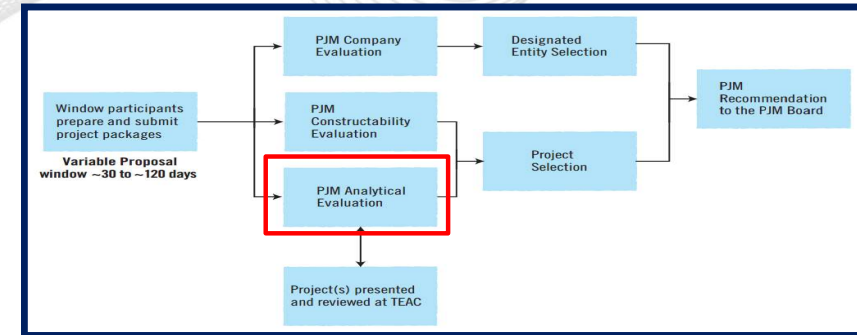 PJM Company
Evaluation
Designated
Entity Selection
Window participants
prepare and submit
project packages
Variable Proposal
window ~30 to ~120 days
PJM
Constructability
Evaluation
PJM
Recommendation
to the PJM Board
Project
Selection
PJM Analytical
Evaluation
Project(s) presented
and reviewed at TEAC